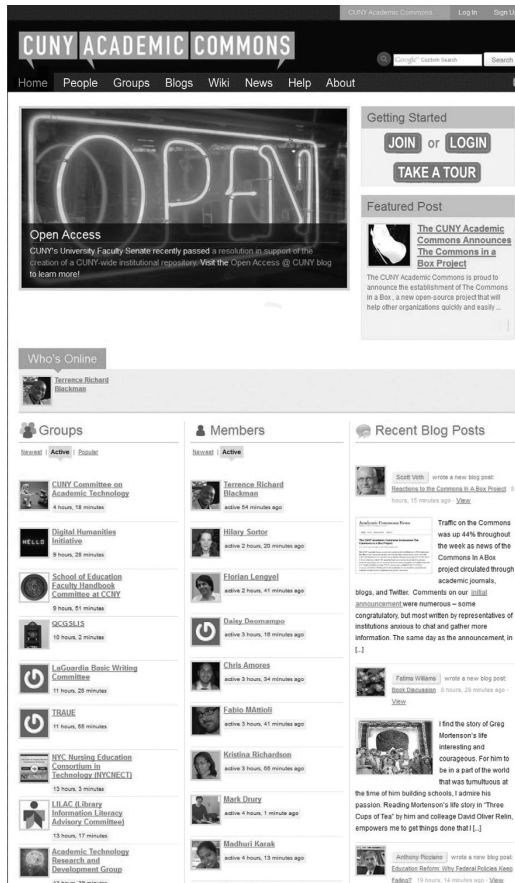 CUNY Academic Commons Log In Sign U
CUNY ACADEMIC COMMONS
Google™ Custom Search Search
Home People Groups Blogs Wiki News Help About
OPEN
Open Access
CUNY's University Faculty Senate recently passed a resolution in support of the
creation of a CUNY-wide institutional repository. Visit the Open Access @ CUNY blog
to learn more!
Getting Started
JOIN or LOGIN
TAKE A TOUR
Featured Post
The CUNY Academic
Commons Announces
The Commons in a
Box Project
The CUNY Academic Commons is proud to
announce the establishment of The Commons
in a Box , a new open-source project that will
help other organizations quickly and easily ...
Who's Online
Terrence Richard
Blackman
Groups
Newest | Active | Popular
CUNY Committee on
Academic Technology
4 hours, 18 minutes
HELLO
Digital Humanities
Initiative
9 hours, 28 minutes
School of Education
Faculty Handbook
Committee at CCNY
9 hours, 51 minutes
QCGSLIS
10 hours, 2 minutes
LaGuardia Basic Writing
Committee
11 hours, 28 minutes
TRAUE
11 hours, 55 minutes
NYC Nursing Education
Consortium in
Technology (NYCNECT)
13 hours, 3 minutes
LILAC (Library
Information Literacy
Advisory Committee)
13 hours, 17 minutes
Academic Technology
Research and
Development Group
Members
Newest | Active
Terrence Richard
Blackman
active 54 minutes ago
Hilary Sortor
active 2 hours, 20 minutes ago
Florian Lengyel
active 2 hours, 41 minutes ago
Daisy Deomampo
active 3 hours, 18 minutes ago
Chris Amores
active 3 hours, 34 minutes ago
Fabio MAttioli
active 3 hours, 41 minutes ago
Kristina Richardson
active 3 hours, 55 minutes ago
Mark Drury
active 4 hours, 1 minute ago
Madhuri Karak
active 4 hours, 13 minutes ago
Recent Blog Posts
Scott Voth wrote a new blog post:
Reactions to the Commons In A Box Project 6
hours, 15 minutes ago · View
Traffic on the Commons
was up 44% throughout
the week as news of the
Commons In A Box
project circulated through
academic journals,
blogs, and Twitter. Comments on our initial
announcement were numerous – some
congratulatory, but most written by representatives of
institutions anxious to chat and gather more
information. The same day as the announcement, in
[...]
Fatima Williams wrote a new blog post:
Book Discussion 8 hours, 29 minutes ago ·
View
I find the story of Greg
Mortenson's life
interesting and
courageous. For him to
be in a part of the world
that was tumultuous at
the time of him building schools, I admire his
passion. Reading Mortenson's life story in "Three
Cups of Tea" by him and colleage David Oliver Relin,
empowers me to get things done that I [...]
Anthony Picciano wrote a new blog post:
Education Reform: Why Federal Policies Keep
Failing? 19 hours, 14 minutes ago · View